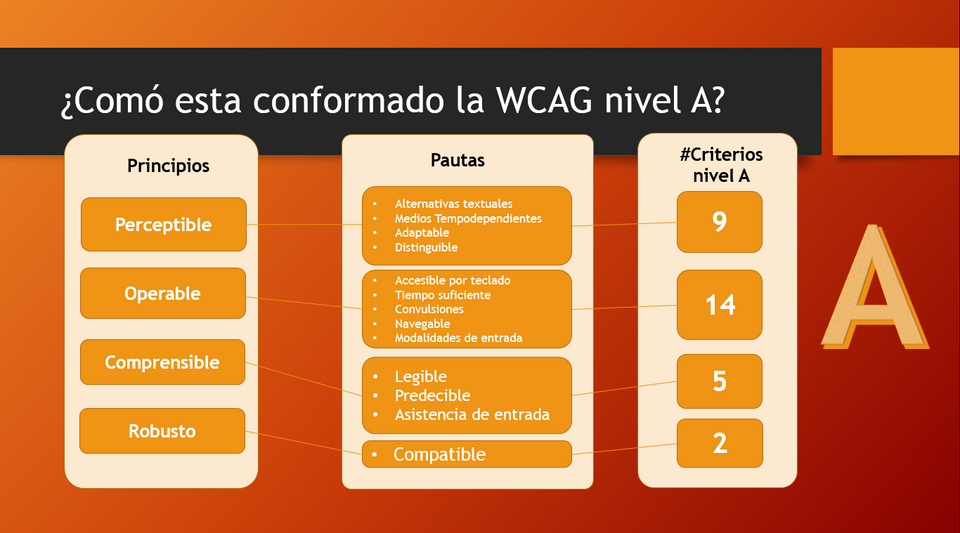 ¿Comó esta conformado la WCAG nivel A?
Principios
Perceptible
Operable
Comprensible
Robusto
Pautas
• Alternativas textuales
• Medios Tempodependientes
• Adaptable
• Distinguible
• Accesible por teclado
• Tiempo suficiente
• Convulsiones
• Navegable
• Modalidades de entrada
• Legible
• Predecible
• Asistencia de entrada
• Compatible
#Criterios
nivel A
9
14
5
2
A